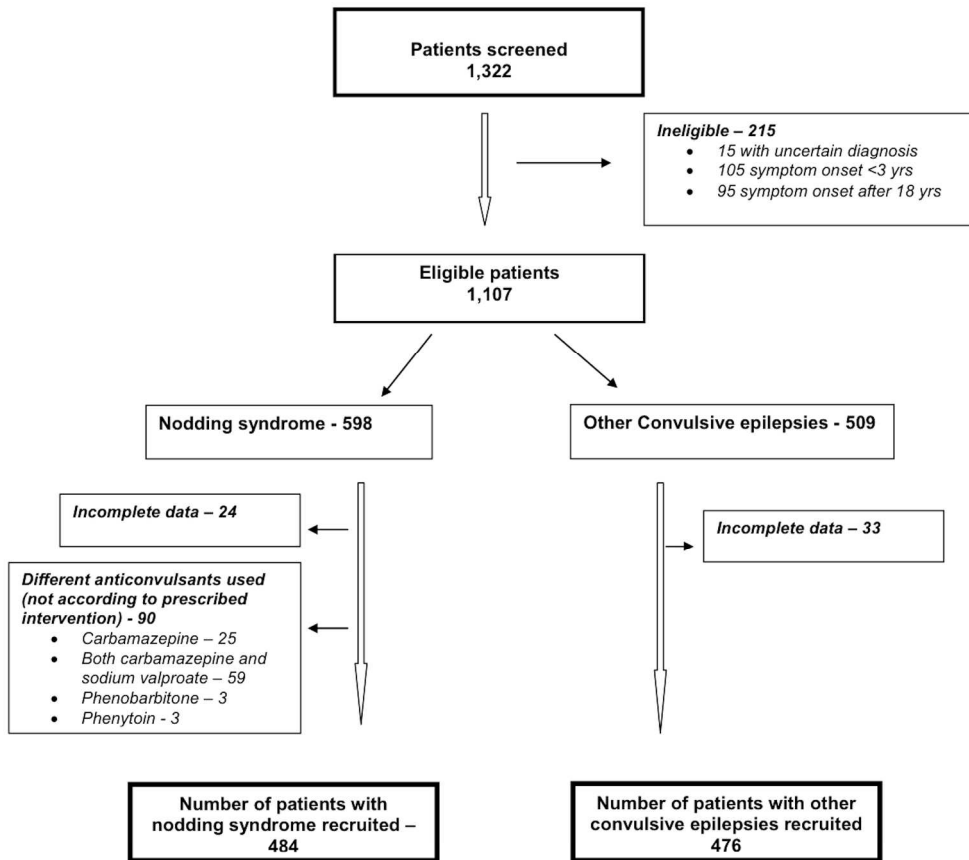 Patients screened
1,322
Ineligible – 215
• 15 with uncertain diagnosis
• 105 symptom onset <3 yrs
• 95 symptom onset after 18 yrs
Eligible patients
1,107
Nodding syndrome - 598
Other Convulsive epilepsies - 509
Incomplete data – 24
Incomplete data – 33
Different anticonvulsants used
(not according to prescribed
intervention) - 90
• Carbamazepine – 25
• Both carbamazepine and
sodium valproate – 59
• Phenobarbitone – 3
• Phenytoin - 3
Number of patients with
nodding syndrome recruited –
484
Number of patients with other
convulsive epilepsies recruited
476